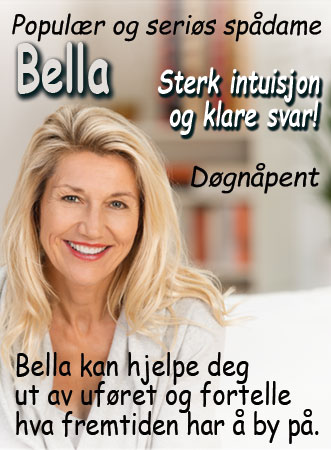 Populær og seriøs spådame
Bella
Sterk intuisjon
og klare svar!
Døgnåpent
Bella kan hjelpe deg
ut av uføret og fortelle
hva fremtiden har å by på.